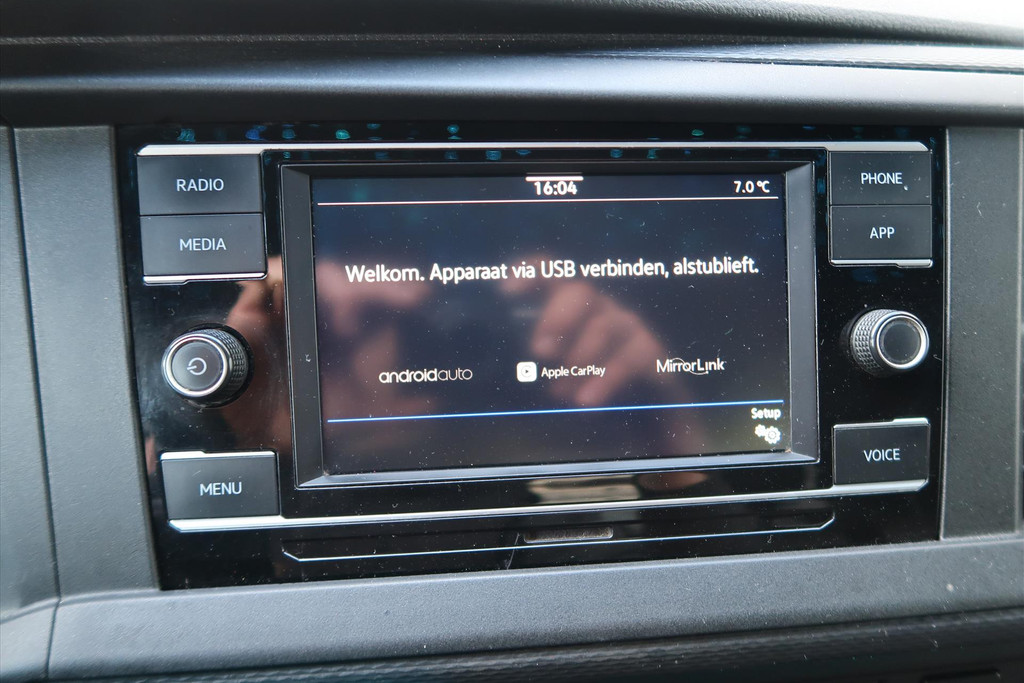 RADIO
MEDIA
MENU
16:04
7.0 °C
Welkom. Apparaat via USB verbinden, alstublieft.
androidauto
Apple CarPlay
MirrorLink
Setup
PHONE
APP
VOICE